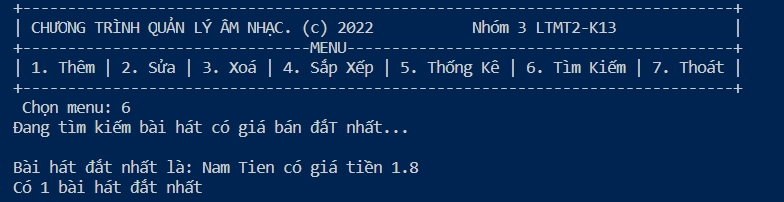 CHƯƠNG TRÌNH QUẢN LÝ ÂM NHẠC. (c) 2022 Nhóm 3 LTMT2-K13
MENU
| 1. Thêm | 2. Sửa | 3. Xoá | 4. Sắp Xếp | 5. Thống Kê | 6. Tìm Kiếm | 7. Thoát |
Chọn menu: 6
Đang tìm kiếm bài hát có giá bán đắT nhất...
Bài hát đắt nhất là: Nam Tien có giá tiền 1.8
Có 1 bài hát đắt nhất